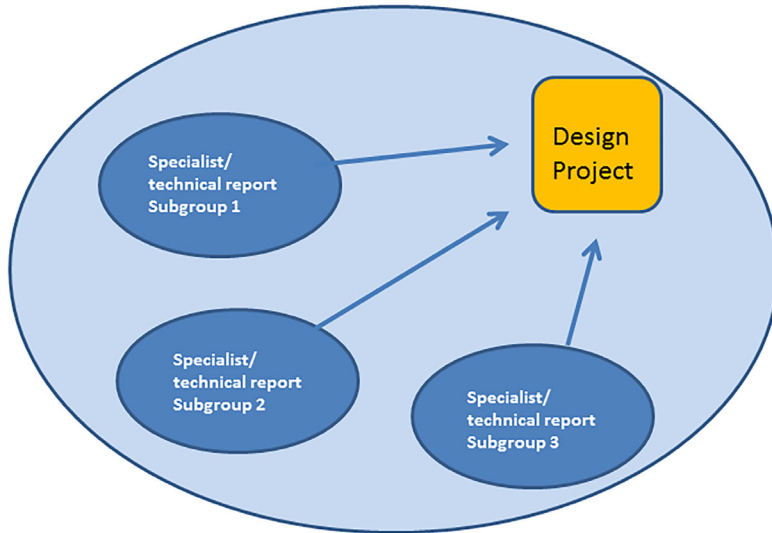 Specialist/
technical report
Subgroup 1
Design
Project
Specialist/
technical report
Subgroup 2
Specialist/
technical report
Subgroup 3